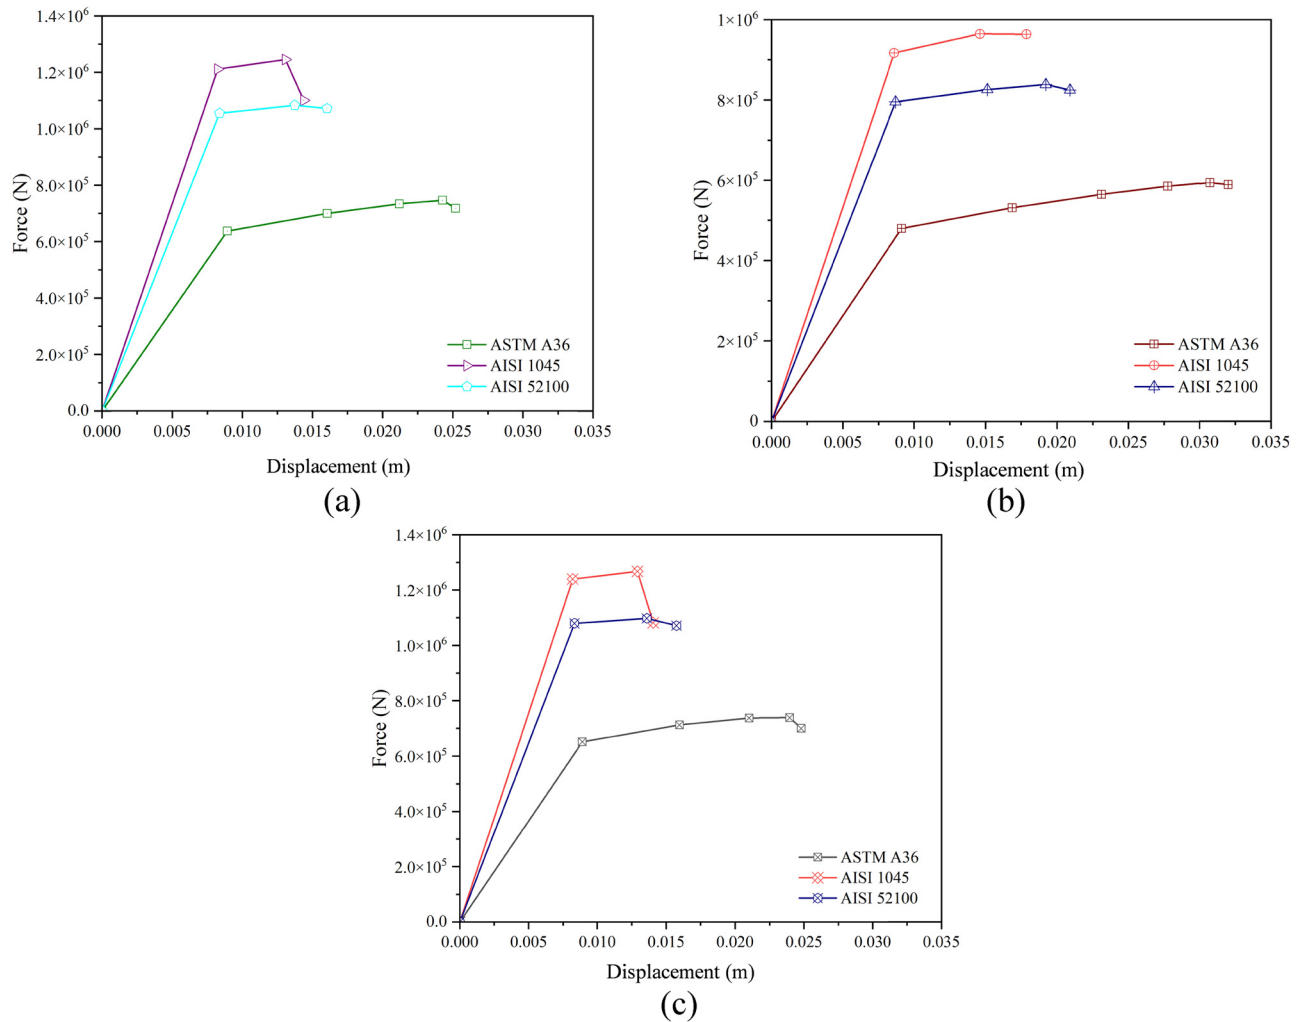 1.4×10⁶
1.2×10⁶
1.0×10⁶
8.0×10⁵
6.0×10⁵
4.0×10⁵
2.0×10⁵
0.0
Force (N)
ASTM A36
AISI 1045
AISI 52100
0.000 0.005 0.010 0.015 0.020 0.025 0.030 0.035
Displacement (m)
(a)
1×10⁶
8×10⁵
6×10⁵
4×10⁵
2×10⁵
0
Force (N)
ASTM A36
AISI 1045
AISI 52100
0.000 0.005 0.010 0.015 0.020 0.025 0.030 0.035
Displacement (m)
(b)
1.4×10⁶
1.2×10⁶
1.0×10⁶
8.0×10⁵
6.0×10⁵
4.0×10⁵
2.0×10⁵
0.0
Force (N)
ASTM A36
AISI 1045
AISI 52100
0.000 0.005 0.010 0.015 0.020 0.025 0.030 0.035
Displacement (m)
(c)